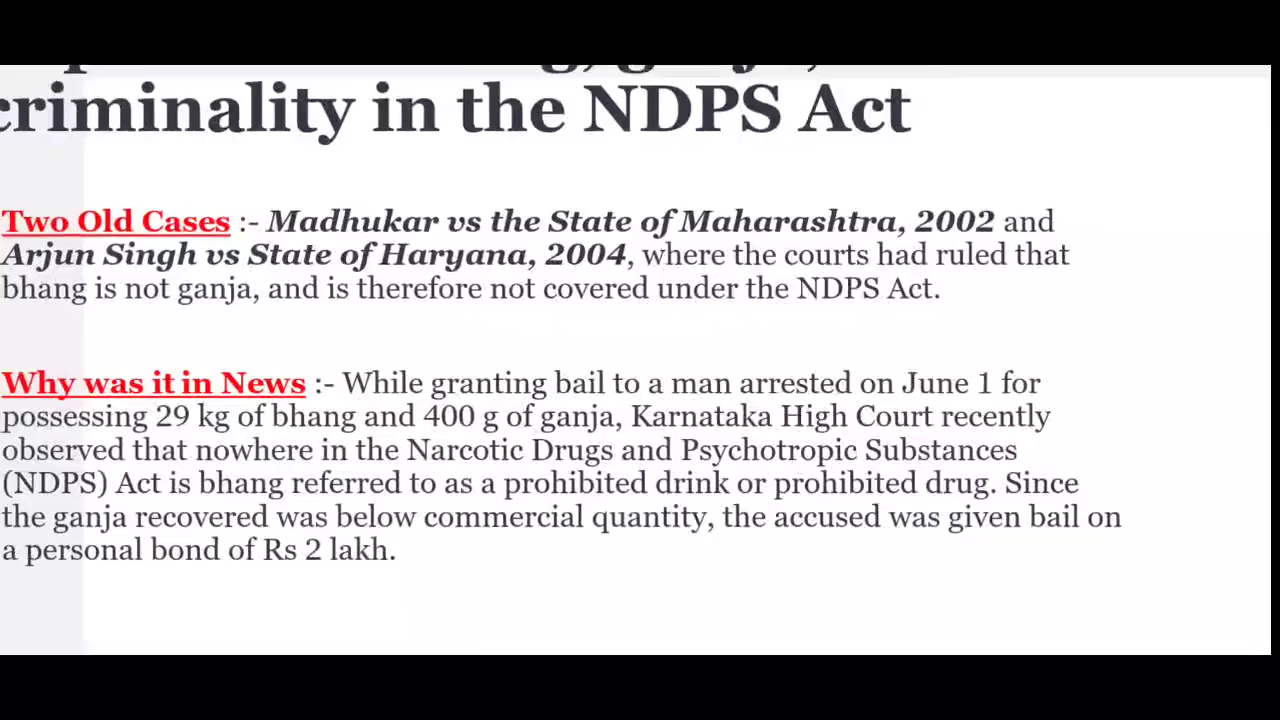 criminality in the NDPS Act
Two Old Cases :- Madhukar vs the State of Maharashtra, 2002 and
Arjun Singh vs State of Haryana, 2004, where the courts had ruled that
bhang is not ganja, and is therefore not covered under the NDPS Act.
Why was it in News :- While granting bail to a man arrested on June 1 for
possessing 29 kg of bhang and 400 g of ganja, Karnataka High Court recently
observed that nowhere in the Narcotic Drugs and Psychotropic Substances
(NDPS) Act is bhang referred to as a prohibited drink or prohibited drug. Since
the ganja recovered was below commercial quantity, the accused was given bail on
a personal bond of Rs 2 lakh.